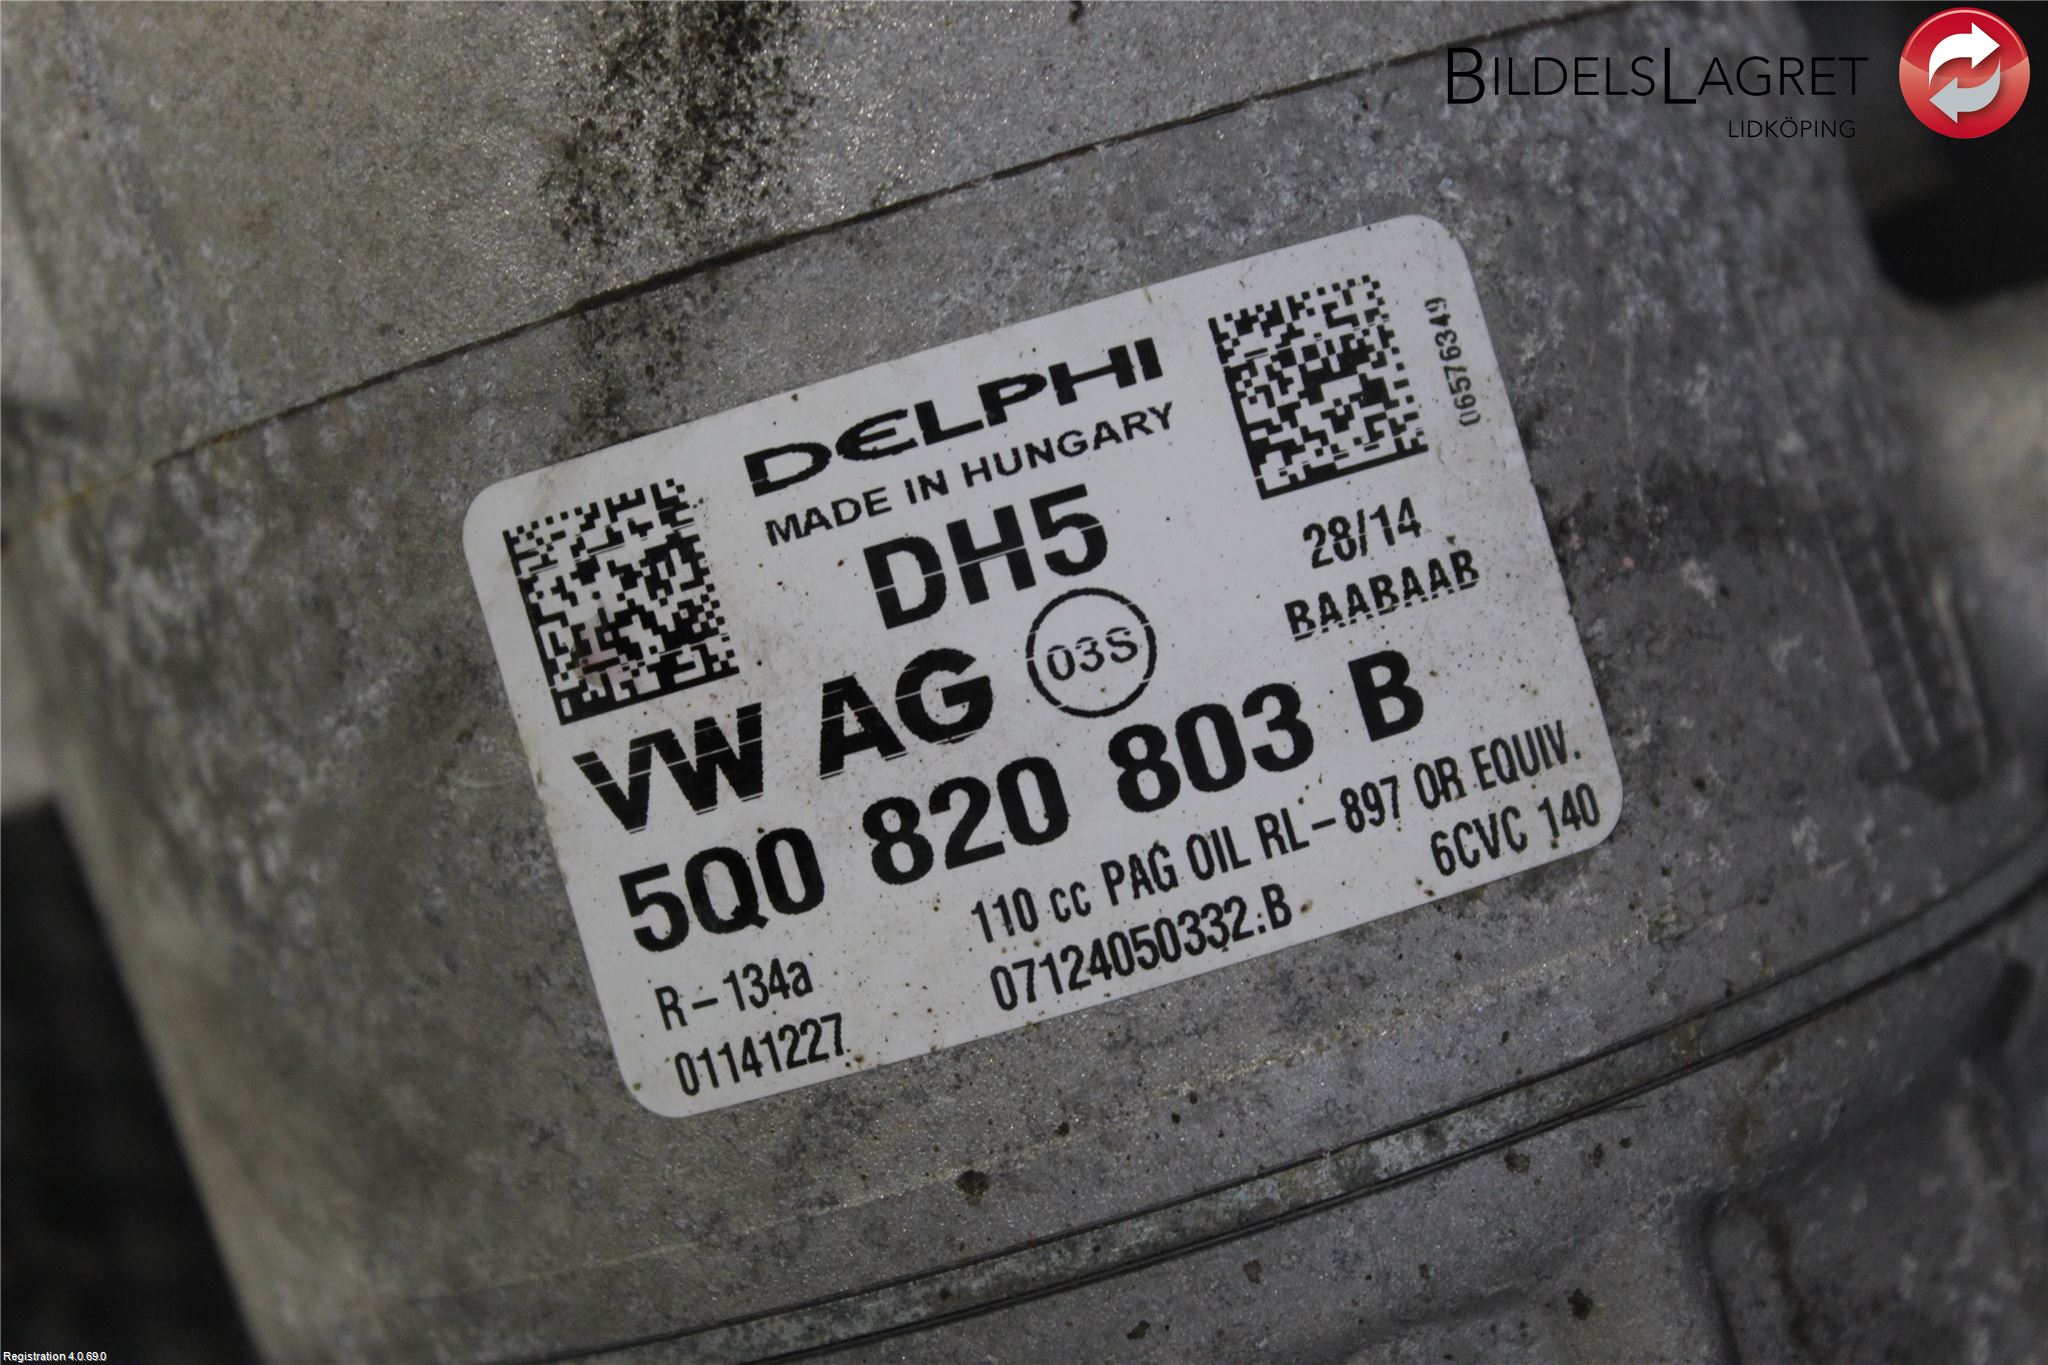 BILDELSLAGRET
LIDKÖPING
DELPHI
MADE IN HUNGARY
DH5
06576349
28/14
BAABAAB
VW AG 03S
5Q0 820 803 B
110 cc PAG OIL RL-897 OR EQUIV.
R-134a
07124050332.B
6CVC 140
01141227
Registration 4.0.69.0